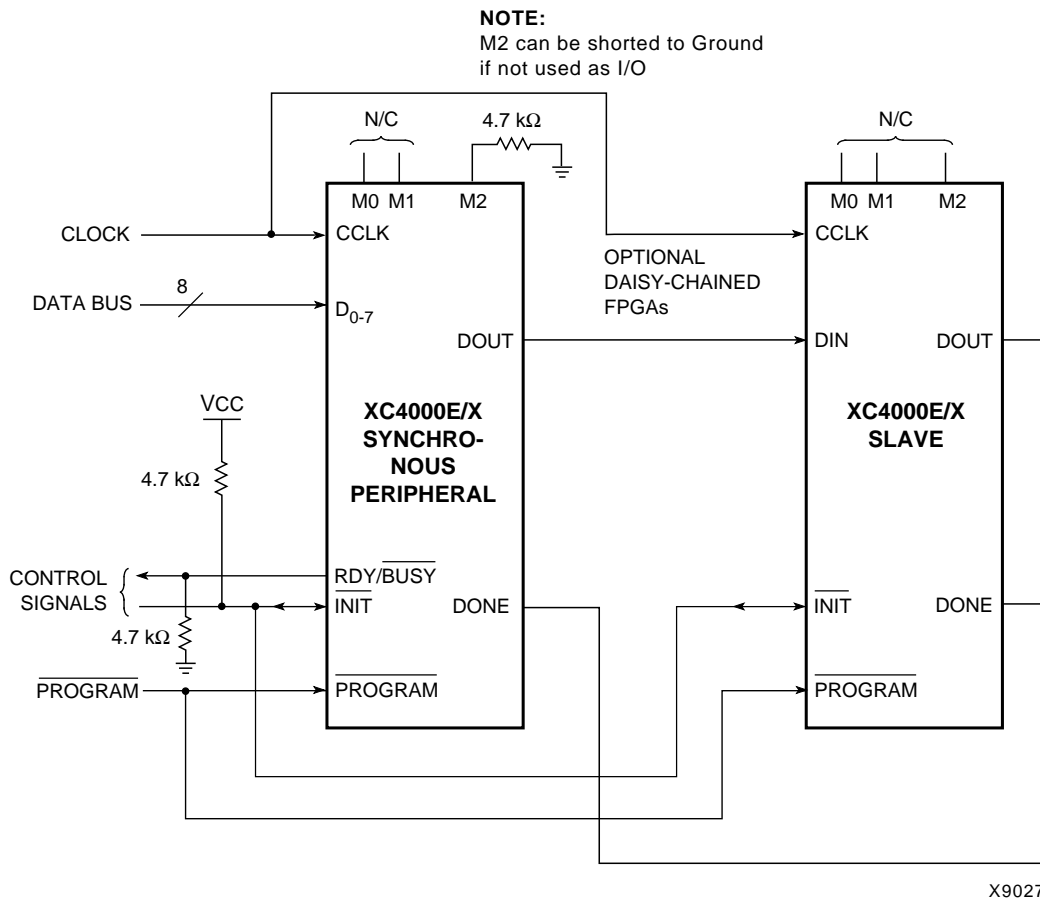 NOTE:
M2 can be shorted to Ground
if not used as I/O
N/C
4.7 kΩ
N/C
M0 M1
M2
M0 M1
M2
CLOCK
CCLK
CCLK
OPTIONAL
DAISY-CHAINED
FPGAs
DATA BUS
8
D0-7
DOUT
DIN
DOUT
VCC
XC4000E/X
SYNCHRO-
NOUS
PERIPHERAL
XC4000E/X
SLAVE
4.7 kΩ
CONTROL
SIGNALS
RDY/BUSY
INIT
DONE
INIT
DONE
4.7 kΩ
PROGRAM
PROGRAM
PROGRAM
X9027